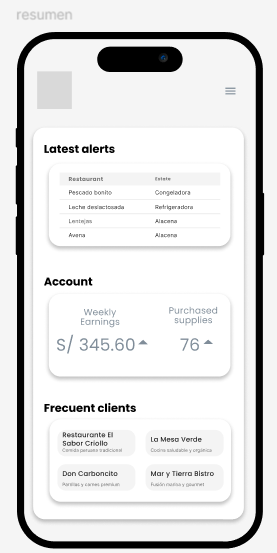 resumen
Latest alerts
Restaurant Estate
Pescado bonito Congeladora
Leche deslactosada Refrigeradora
Lentejas Alacena
Avena Alacena
Account
Weekly Purchased
Earnings supplies
S/ 345.60 76
Frecuent clients
Restaurante El
Sabor Criollo La Mesa Verde
Comida peruana tradicional Cocina saludable y orgánica
Don Carboncito Mar y Tierra Bistro
Parrillas y carnes premium Fusión marina y gourmet